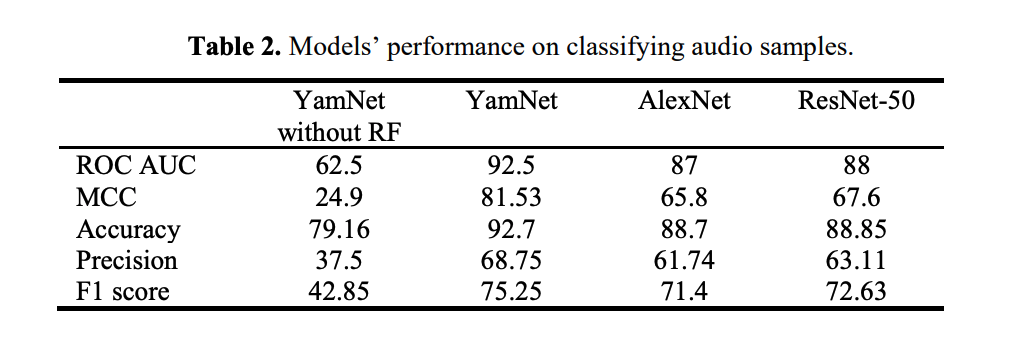 Table 2. Models’ performance on classifying audio samples.
YamNet without RF YamNet AlexNet ResNet-50
ROC AUC 62.5 92.5 87 88
MCC 24.9 81.53 65.8 67.6
Accuracy 79.16 92.7 88.7 88.85
Precision 37.5 68.75 61.74 63.11
F1 score 42.85 75.25 71.4 72.63